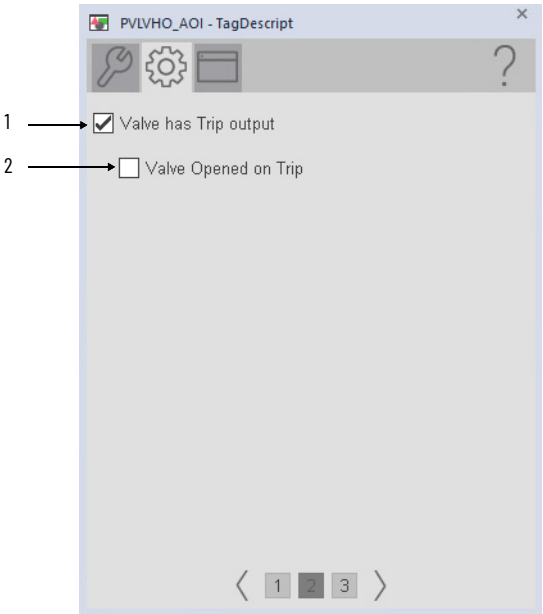 PVLVHO_AOI - TagDescript
×
?
1
Valve has Trip output
2
Valve Opened on Trip
1 2 3